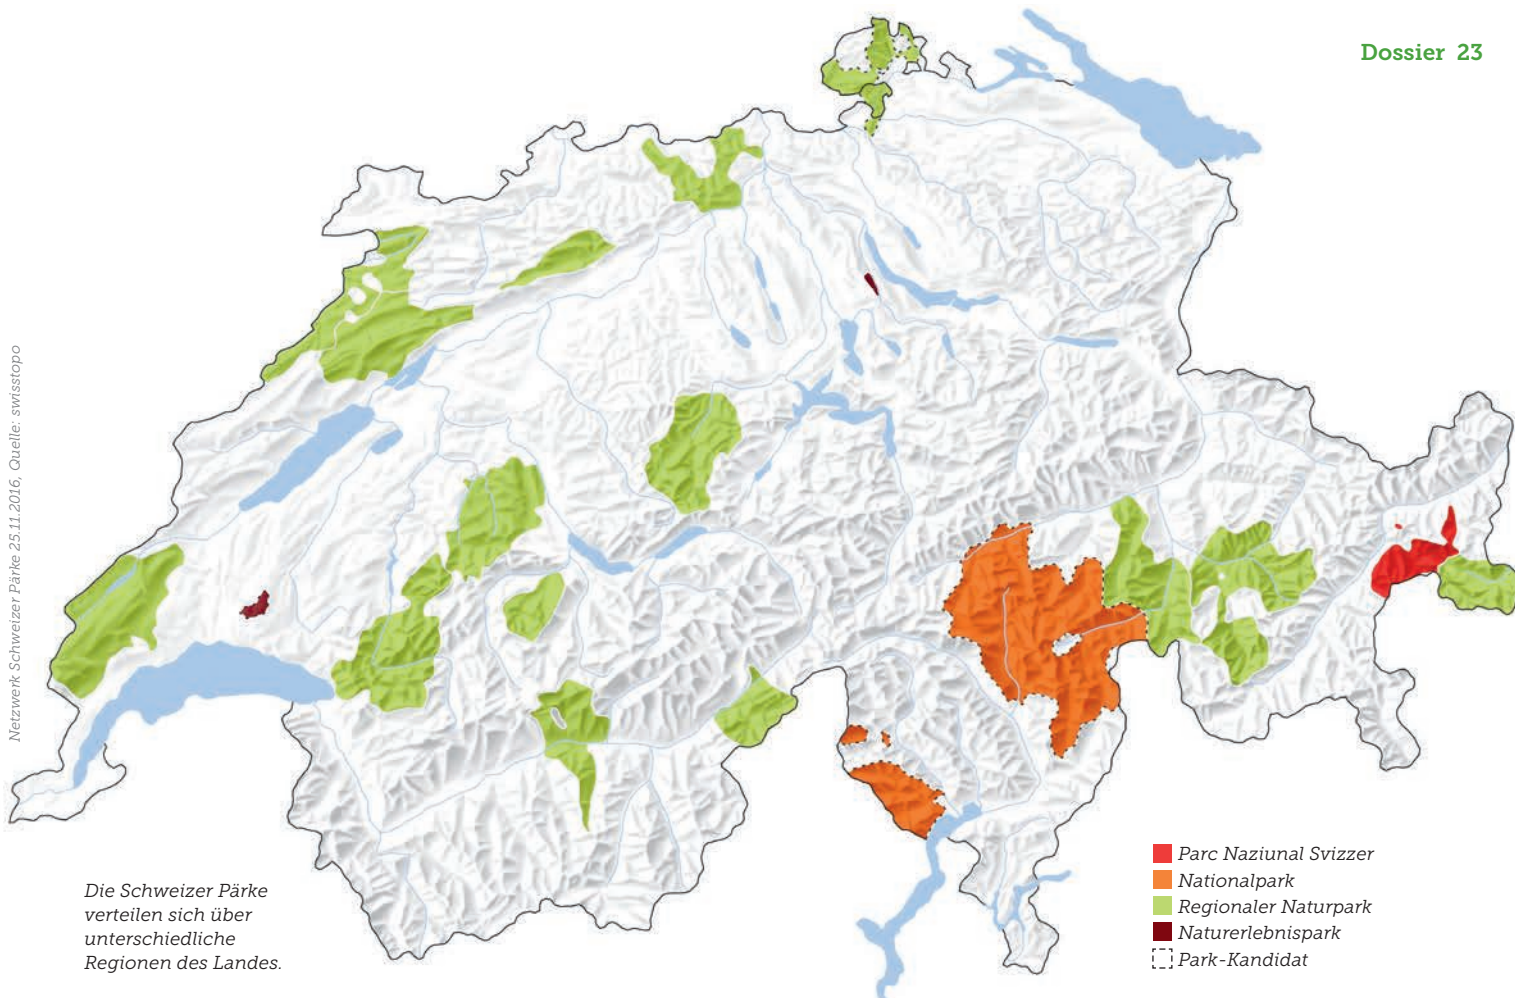 Dossier 23
Netzwerk Schweizer Pärke 25.11.2016, Quelle: swisstopo
Die Schweizer Pärke
verteilen sich über
unterschiedliche
Regionen des Landes.
Parc Naziunal Svizzer
Nationalpark
Regionaler Naturpark
Naturerlebnispark
Park-Kandidat